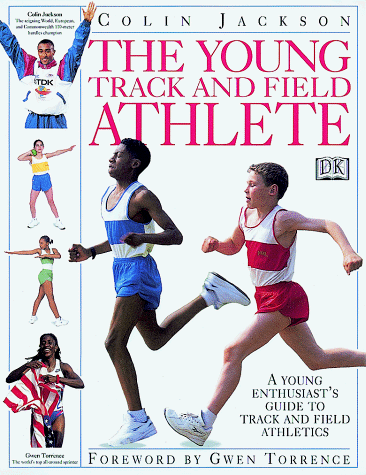 Colin Jackson
Colin Jackson
The reigning World, European,
and Commonwealth 110-meter
hurdles champion
THE YOUNG
TRACK AND FIELD
ATHLETE
TDK
DK
A YOUNG
ENTHUSIAST'S
GUIDE TO
TRACK AND FIELD
ATHLETICS
Gwen Torrence
The world's top all-around sprinter
FOREWORD BY GWEN TORRENCE